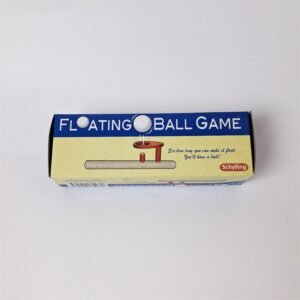 FLOATING BALL GAME
See how long you can make it float.
You'll have a ball!
Schylling